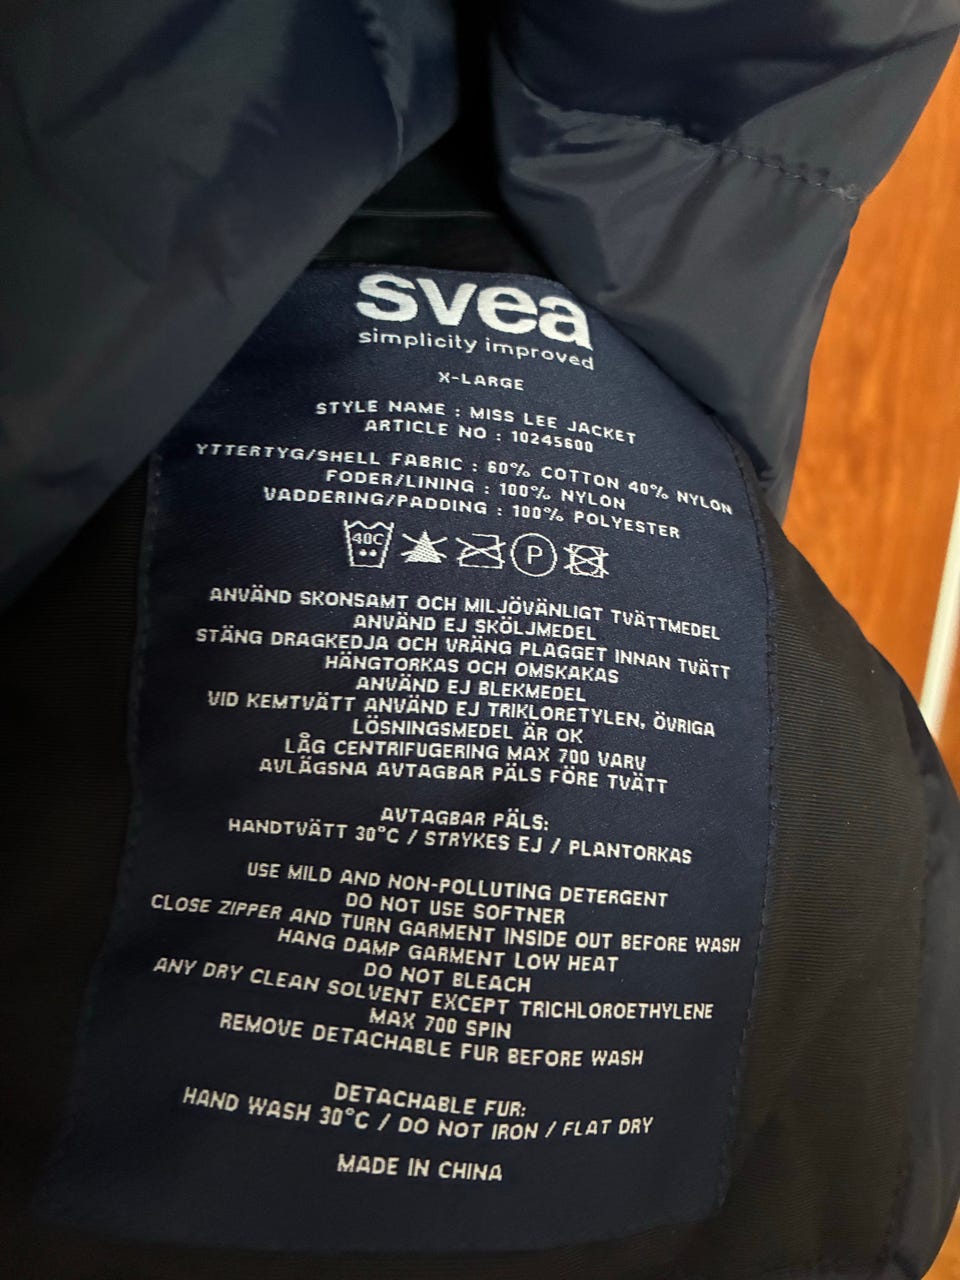 svea
simplicity improved
X-LARGE
STYLE NAME : MISS LEE JACKET
ARTICLE NO : 10245600
YTTERTYG/SHELL FABRIC : 60% COTTON 40% NYLON
FODER/LINING : 100% NYLON
VADDERING/PADDING : 100% POLYESTER
40C P
ANVÄND SKONSAMT OCH MILJÖVÄNLIGT TVÄTTMEDEL
ANVÄND EJ SKÖLJMEDEL
STÄNG DRAGKEDJA OCH VRÄNG PLAGGET INNAN TVÄTT
HÄNGTORKAS OCH OMSKAKAS
ANVÄND EJ BLEKMEDEL
VID KEMTVÄTT ANVÄND EJ TRIKLORETYLEN, ÖVRIGA
LÖSNINGSMEDEL ÄR OK
LÅG CENTRIFUGERING MAX 700 VARV
AVLÄGSNA AVTAGBAR PÄLS FÖRE TVÄTT
AVTAGBAR PÄLS:
HANDTVÄTT 30°C / STRYKES EJ / PLANTORKAS
USE MILD AND NON-POLLUTING DETERGENT
DO NOT USE SOFTNER
CLOSE ZIPPER AND TURN GARMENT INSIDE OUT BEFORE WASH
HANG DAMP GARMENT LOW HEAT
DO NOT BLEACH
ANY DRY CLEAN SOLVENT EXCEPT TRICHLOROETHYLENE
MAX 700 SPIN
REMOVE DETACHABLE FUR BEFORE WASH
DETACHABLE FUR:
HAND WASH 30°C / DO NOT IRON / FLAT DRY
MADE IN CHINA